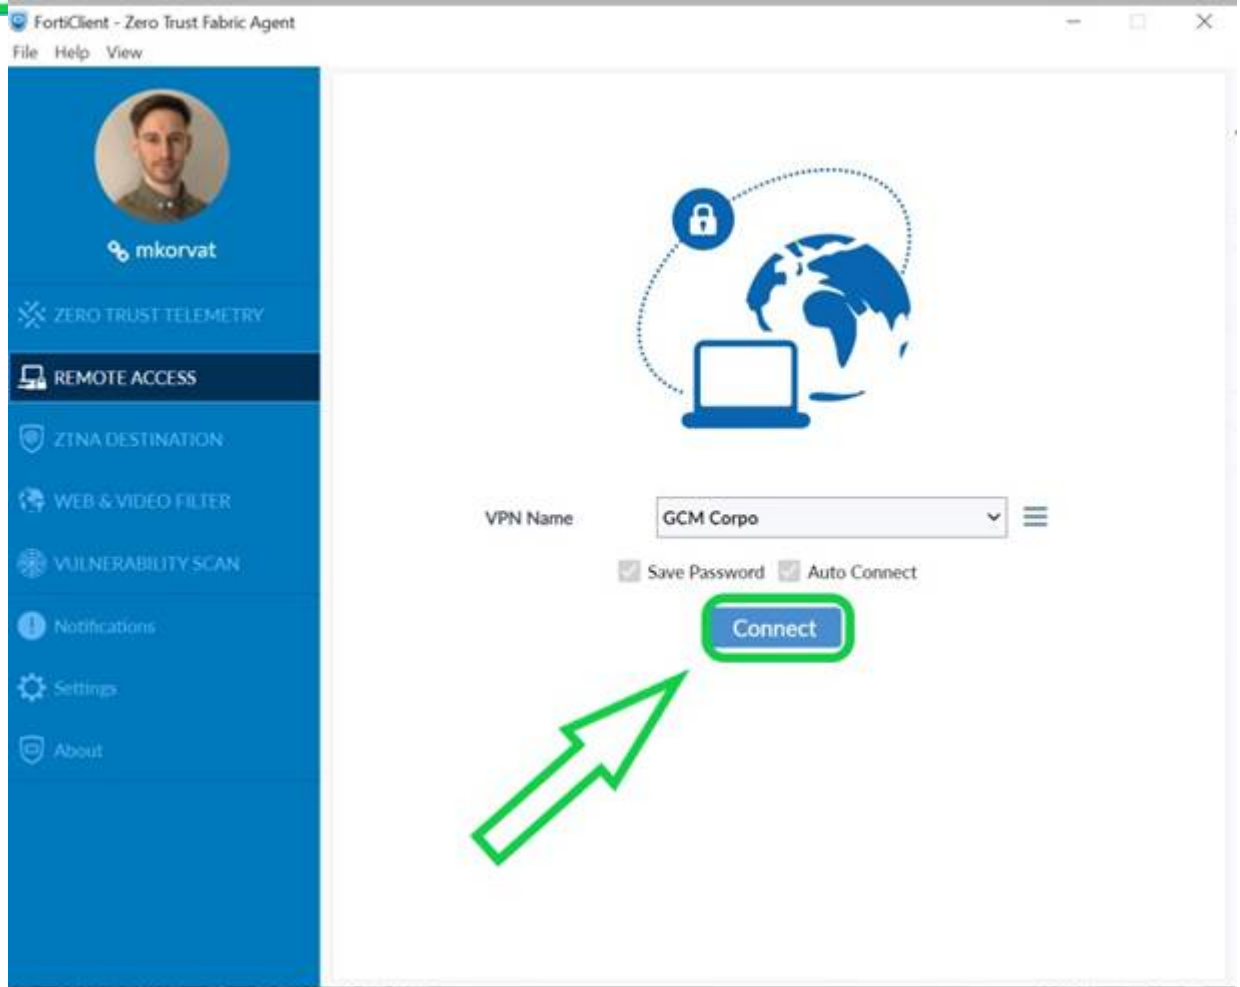 FortiClient - Zero Trust Fabric Agent
File Help View
mkorvat
ZERO TRUST TELEMETRY
REMOTE ACCESS
ZTNA DESTINATION
WEB & VIDEO FILTER
VULNERABILITY SCAN
Notifications
Settings
About
VPN Name GCM Corpo
Save Password Auto Connect
Connect